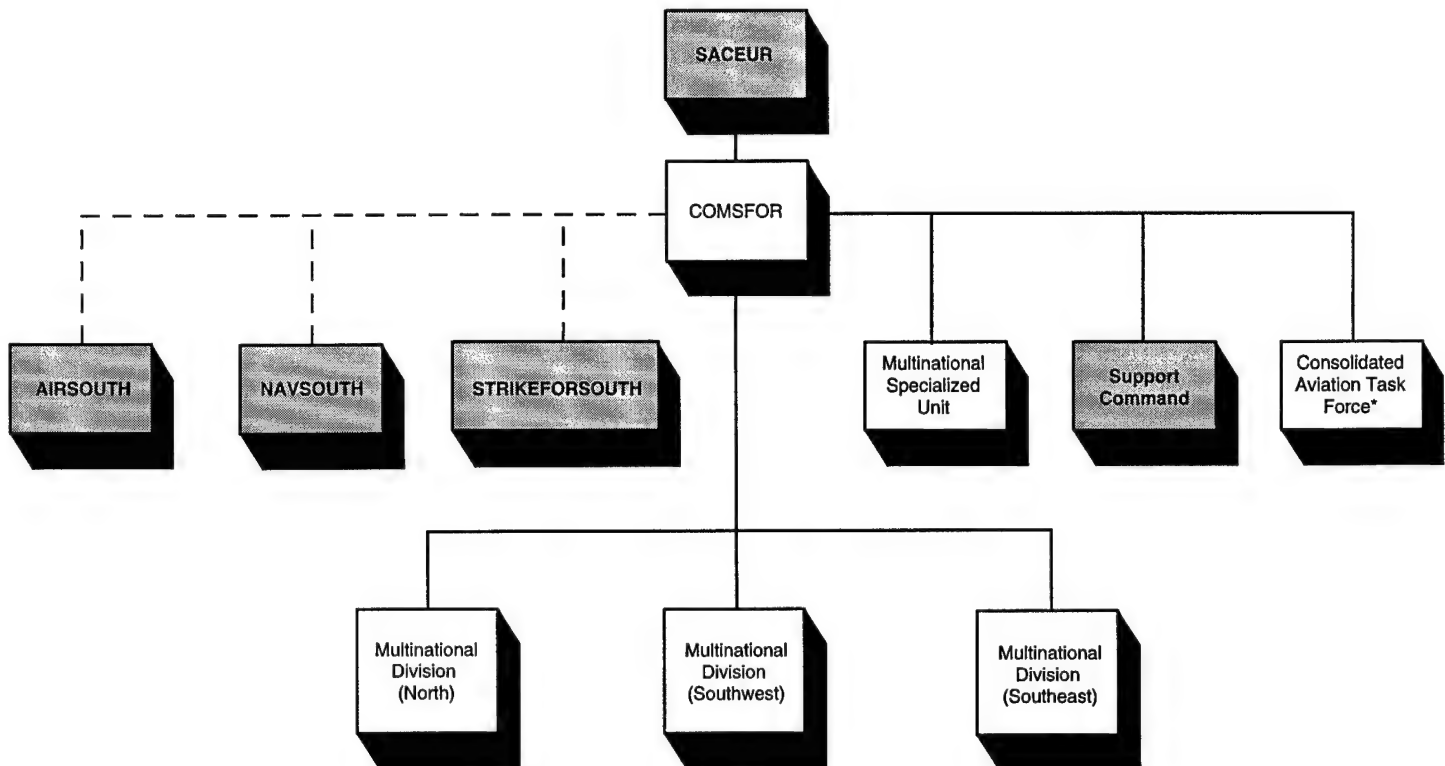 SACEUR
COMSFOR
AIRSOUTH
NAVSOUTH
STRIKEFORSOUTH
Multinational
Specialized
Unit
Support
Command
Consolidated
Aviation Task
Force*
Multinational
Division
(North)
Multinational
Division
(Southwest)
Multinational
Division
(Southeast)